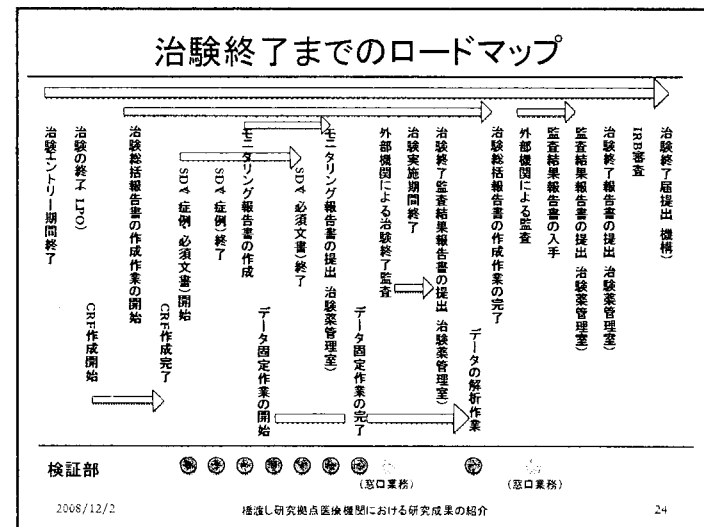 治験終了までのロードマップ
治験エントリー期間終了
治験の終了(LPO)
CRF作成開始
治験総括報告書の作成作業の開始
CRF作成完了
SDV(症例・必須文書)開始
SDV(症例)終了
モニタリング報告書の作成
データ固定作業の開始
SDV(必須文書)終了
モニタリング報告書の提出(治験薬管理室)
データ固定作業の完了
外部機関による治験終了監査
治験実施期間終了
治験終了監査結果報告書の提出(治験薬管理室)
データの解析作業
治験総括報告書の作成作業の完了
外部機関による監査
監査結果報告書の入手
監査結果報告書の提出(治験薬管理室)
治験終了報告書の提出(治験薬管理室)
IRB審査
治験終了届提出(機構)
検証部
(窓口業務)
(窓口業務)
2008/12/2
橋渡し研究拠点医療機関における研究成果の紹介
24